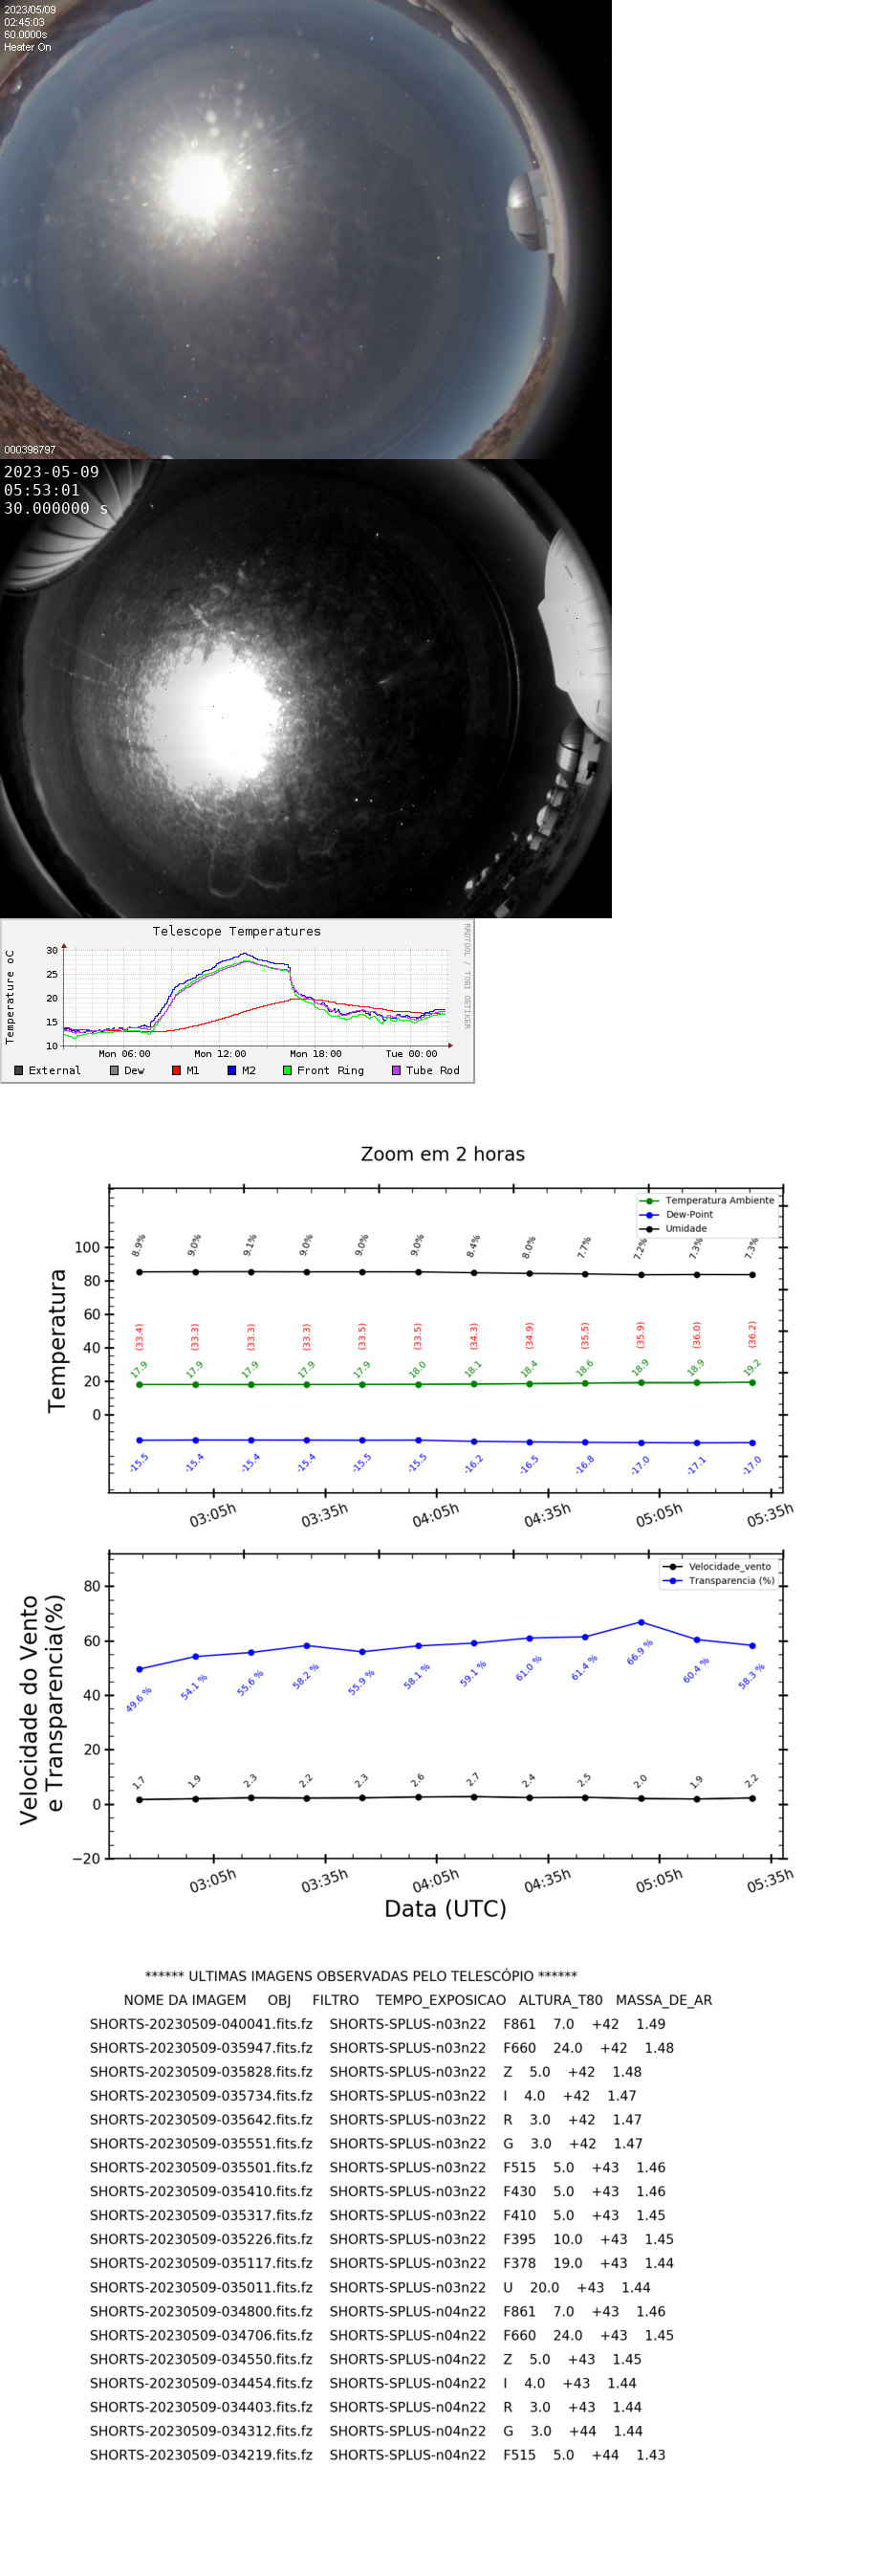 2023/05/09
02:45:03
60.0000s
Heater On
000396797
2023-05-09
05:53:01
30.000000 s
Telescope Temperatures
Temperature oC
30
25
20
15
10
Mon 06:00 Mon 12:00 Mon 18:00 Tue 00:00
External Dew M1 M2 Front Ring Tube Rod
RRDTOOL / TOBI OETIKER
Zoom em 2 horas
Temperatura
100
80
60
40
20
0
Temperatura Ambiente
Dew-Point
Umidade
8.9% 9.0% 9.1% 9.0% 9.0% 9.0% 8.4% 8.0% 7.7% 7.2% 7.3% 7.3%
(33.4) (33.3) (33.3) (33.3) (33.5) (33.5) (34.3) (34.9) (35.5) (35.9) (36.0) (36.2)
17.9 17.9 17.9 17.9 17.9 18.0 18.1 18.4 18.6 18.9 18.9 19.2
-15.5 -15.4 -15.4 -15.4 -15.5 -15.5 -16.2 -16.5 -16.8 -17.0 -17.1 -17.0
03:05h 03:35h 04:05h 04:35h 05:05h 05:35h
Velocidade do Vento
e Transparencia(%)
80
60
40
20
0
−20
Velocidade_vento
Transparencia (%)
49.6 % 54.1 % 55.6 % 58.2 % 55.9 % 58.1 % 59.1 % 61.0 % 61.4 % 66.9 % 60.4 % 58.3 %
1.7 1.9 2.3 2.2 2.3 2.6 2.7 2.4 2.5 2.0 1.9 2.2
03:05h 03:35h 04:05h 04:35h 05:05h 05:35h
Data (UTC)
****** ULTIMAS IMAGENS OBSERVADAS PELO TELESCÓPIO ******
NOME DA IMAGEM OBJ FILTRO TEMPO_EXPOSICAO ALTURA_T80 MASSA_DE_AR
SHORTS-20230509-040041.fits.fz SHORTS-SPLUS-n03n22 F861 7.0 +42 1.49
SHORTS-20230509-035947.fits.fz SHORTS-SPLUS-n03n22 F660 24.0 +42 1.48
SHORTS-20230509-035828.fits.fz SHORTS-SPLUS-n03n22 Z 5.0 +42 1.48
SHORTS-20230509-035734.fits.fz SHORTS-SPLUS-n03n22 I 4.0 +42 1.47
SHORTS-20230509-035642.fits.fz SHORTS-SPLUS-n03n22 R 3.0 +42 1.47
SHORTS-20230509-035551.fits.fz SHORTS-SPLUS-n03n22 G 3.0 +42 1.47
SHORTS-20230509-035501.fits.fz SHORTS-SPLUS-n03n22 F515 5.0 +43 1.46
SHORTS-20230509-035410.fits.fz SHORTS-SPLUS-n03n22 F430 5.0 +43 1.46
SHORTS-20230509-035317.fits.fz SHORTS-SPLUS-n03n22 F410 5.0 +43 1.45
SHORTS-20230509-035226.fits.fz SHORTS-SPLUS-n03n22 F395 10.0 +43 1.45
SHORTS-20230509-035117.fits.fz SHORTS-SPLUS-n03n22 F378 19.0 +43 1.44
SHORTS-20230509-035011.fits.fz SHORTS-SPLUS-n03n22 U 20.0 +43 1.44
SHORTS-20230509-034800.fits.fz SHORTS-SPLUS-n04n22 F861 7.0 +43 1.46
SHORTS-20230509-034706.fits.fz SHORTS-SPLUS-n04n22 F660 24.0 +43 1.45
SHORTS-20230509-034550.fits.fz SHORTS-SPLUS-n04n22 Z 5.0 +43 1.45
SHORTS-20230509-034454.fits.fz SHORTS-SPLUS-n04n22 I 4.0 +43 1.44
SHORTS-20230509-034403.fits.fz SHORTS-SPLUS-n04n22 R 3.0 +43 1.44
SHORTS-20230509-034312.fits.fz SHORTS-SPLUS-n04n22 G 3.0 +44 1.44
SHORTS-20230509-034219.fits.fz SHORTS-SPLUS-n04n22 F515 5.0 +44 1.43